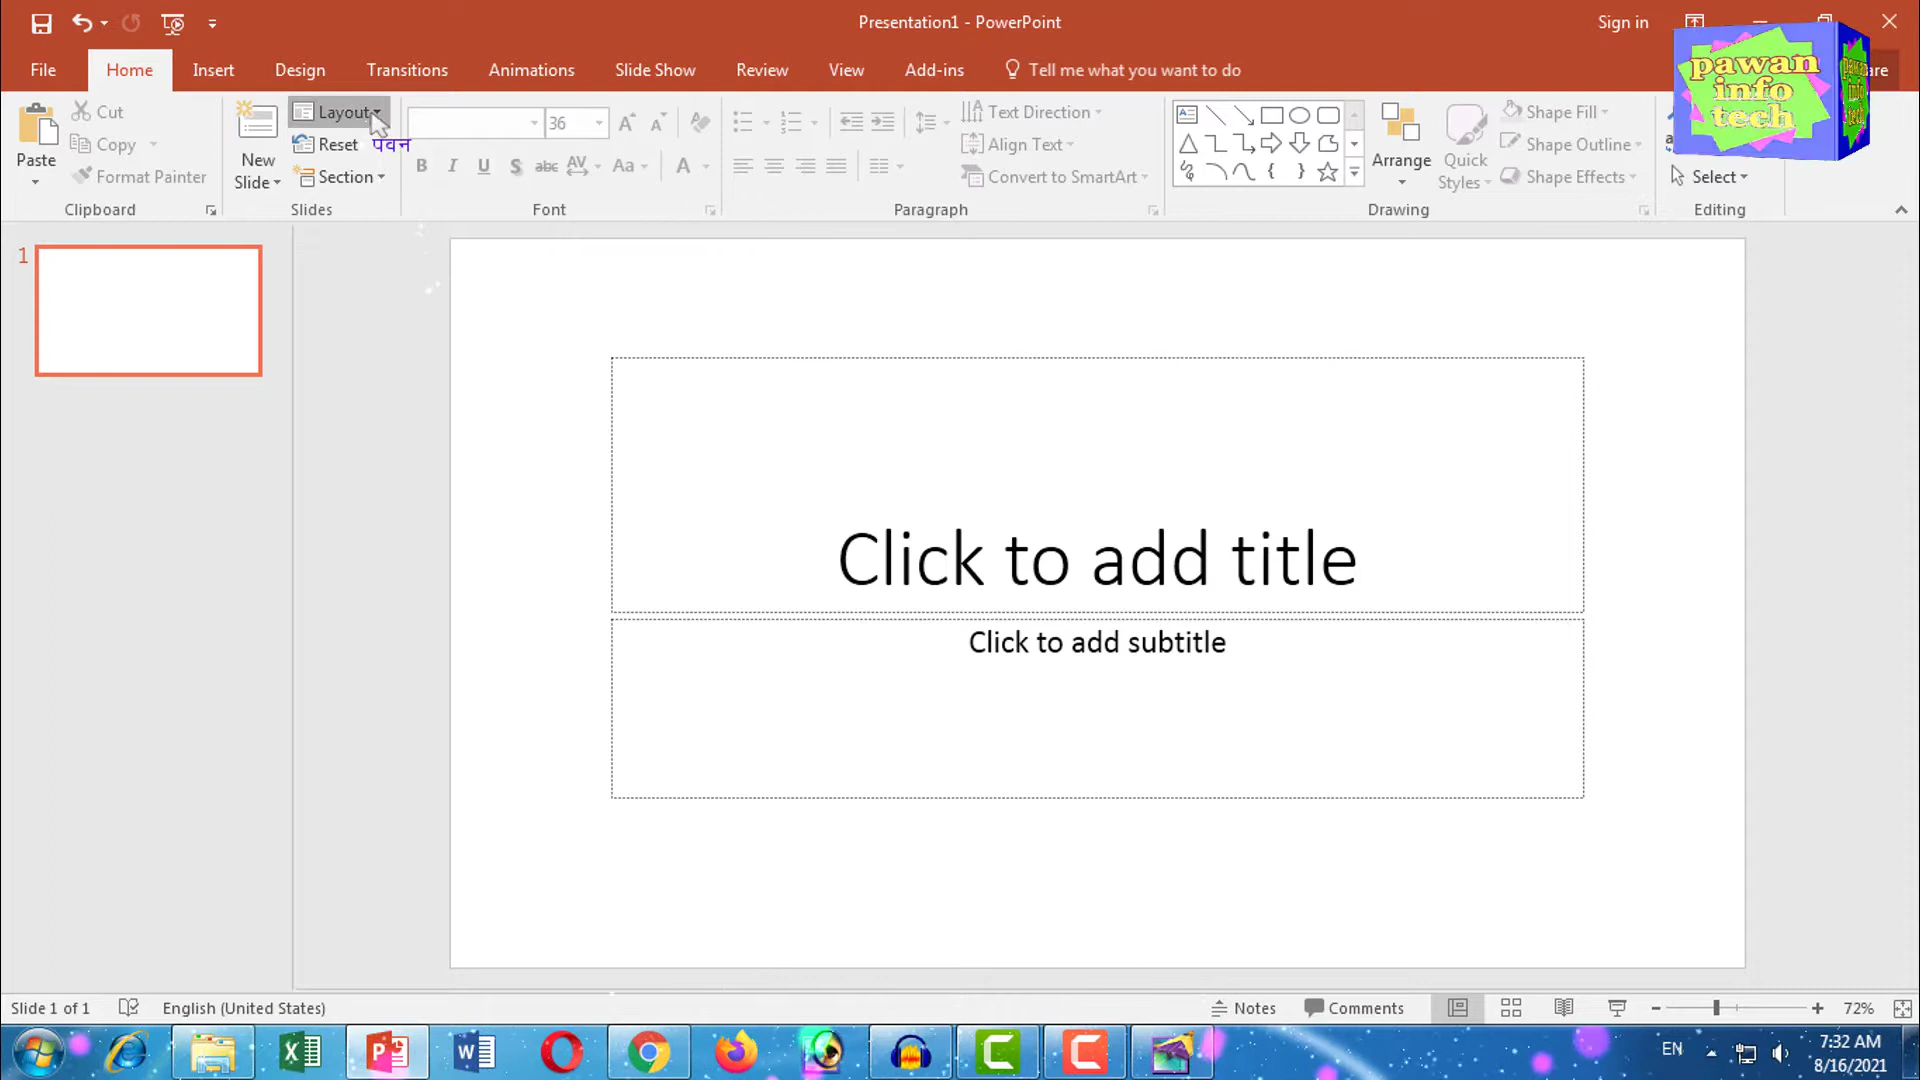 Presentation1 - PowerPoint
Sign in
File Home Insert Design Transitions Animations Slide Show Review View Add-ins Tell me what you want to do
pawan
info
tech
Paste
Cut
Copy
Format Painter
Clipboard
New
Slide
Layout
Reset
पवन
Section
Slides
36
B I U S abc AV Aa A
Font
Text Direction
Align Text
Convert to SmartArt
Paragraph
Arrange
Quick
Styles
Shape Fill
Shape Outline
Shape Effects
Drawing
Select
Editing
1
Click to add title
Click to add subtitle
Slide 1 of 1
English (United States)
Notes
Comments
72%
EN
7:32 AM
8/16/2021